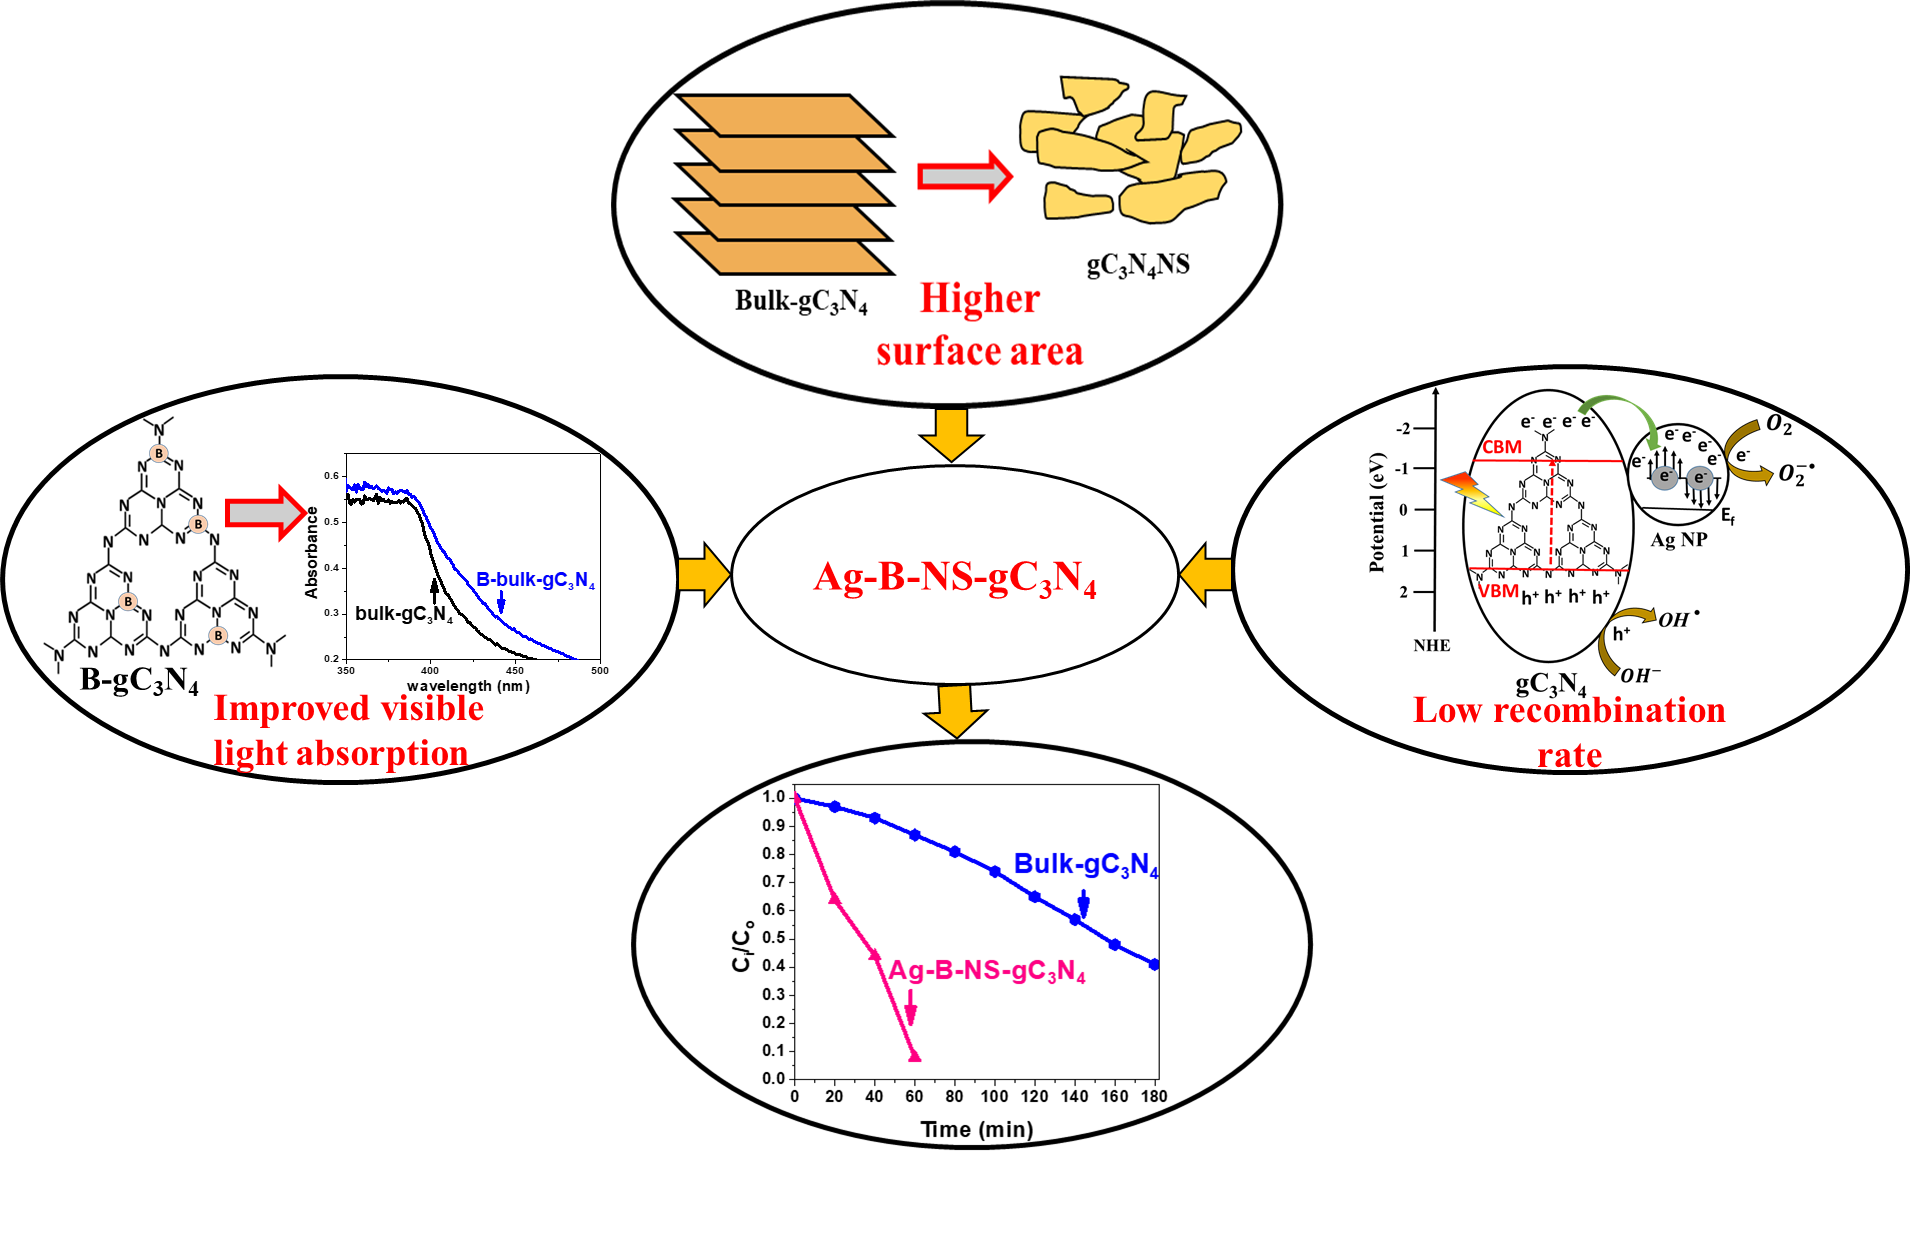 Bulk-gC₃N₄
gC₃N₄NS
Higher
surface area
B
B
B
B
B-gC₃N₄
Absorbance
0.6
0.5
0.4
0.3
0.2
350
400
450
500
wavelength (nm)
B-bulk-gC₃N₄
bulk-gC₃N₄
Improved visible
light absorption
Ag-B-NS-gC₃N₄
Potential (eV)
-2
-1
0
1
2
NHE
CBM
VBM
e⁻ e⁻ e⁻ e⁻
h⁺ h⁺ h⁺ h⁺
e⁻ e⁻ e⁻
e⁻ e⁻
e⁻ e⁻
e⁻
E_f
Ag NP
O₂
O₂⁻•
h⁺
OH•
OH⁻
gC₃N₄
Low recombination
rate
Cᵢ/Cₒ
1.0
0.9
0.8
0.7
0.6
0.5
0.4
0.3
0.2
0.1
0.0
0 20 40 60 80 100 120 140 160 180
Time (min)
Bulk-gC₃N₄
Ag-B-NS-gC₃N₄